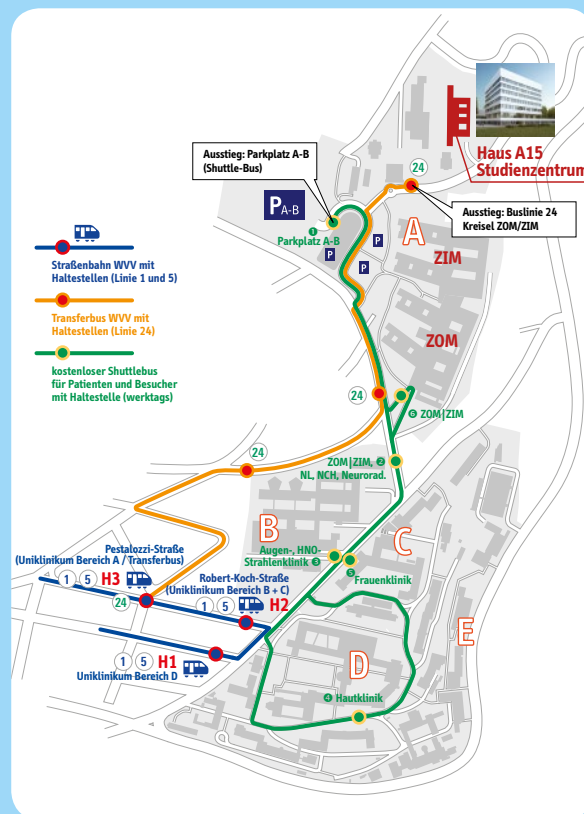 Haus A15
Studienzentrum
Ausstieg: Parkplatz A-B
(Shuttle-Bus)
24
P A-B
Ausstieg: Buslinie 24
Kreisel ZOM/ZIM
1
Parkplatz A-B
P
P
P
A
ZIM
ZOM
Straßenbahn WVV mit
Haltestellen (Linie 1 und 5)
Transferbus WVV mit
Haltestellen (Linie 24)
kostenloser Shuttlebus
für Patienten und Besucher
mit Haltestelle (werktags)
24
6 ZOM|ZIM
24
ZOM|ZIM, 2
NL, NCH, Neurorad.
B
C
Augen-, HNO-
Strahlenklinik 3
5
Frauenklinik
Pestalozzi-Straße
(Uniklinikum Bereich A / Transferbus)
1 5 H3
24
Robert-Koch-Straße
(Uniklinikum Bereich B + C)
1 5 H2
E
D
1 5 H1
Uniklinikum Bereich D
4 Hautklinik